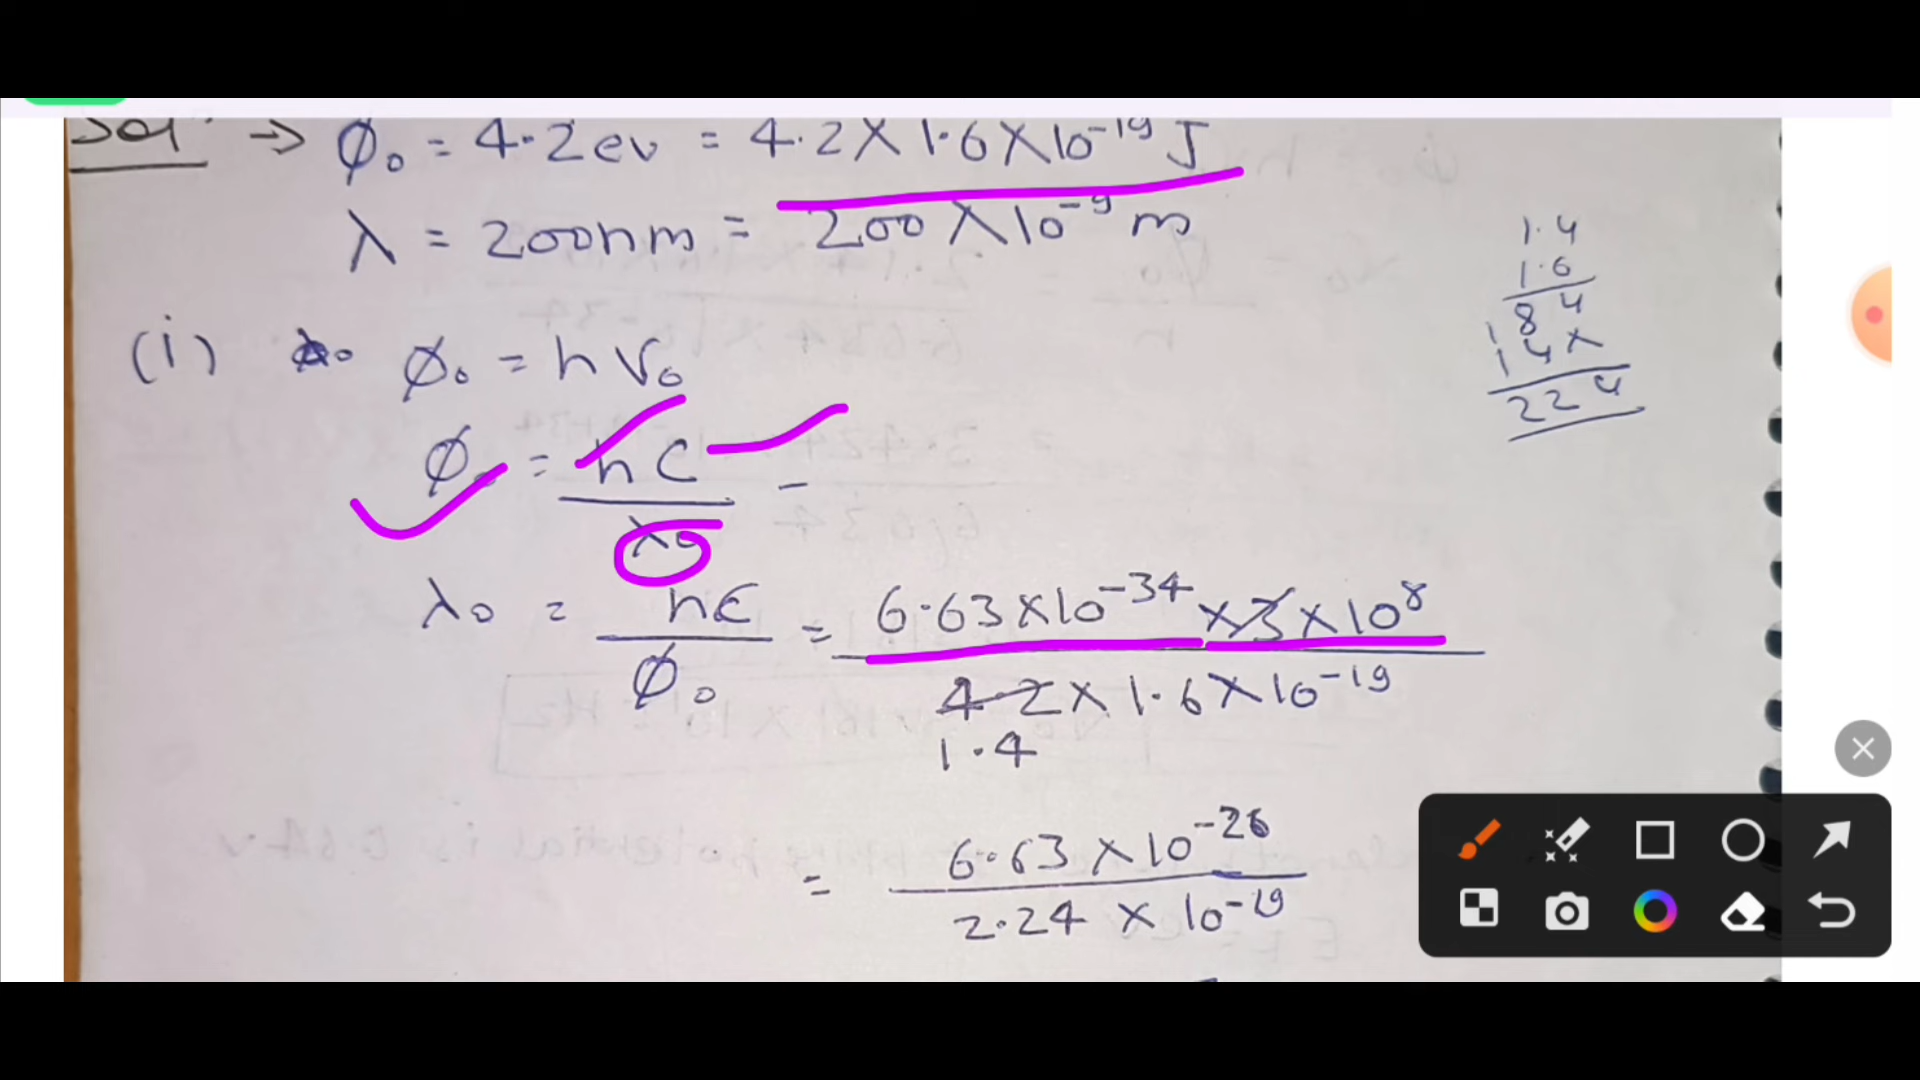 Sol" → φ₀ = 4.2ev = 4.2×1.6×10⁻¹⁹J
λ = 200nm = 200×10⁻⁹ m
(i) φ₀ = hν₀
φ₀ = hc/λ₀ =
λ₀ = hc/φ₀ = 6.63×10⁻³⁴×3×10⁸/4.2×1.6×10⁻¹⁹
1.4
= 6.63×10⁻²⁶/2.24×10⁻¹⁹
1.4
1.6
84
14×
224